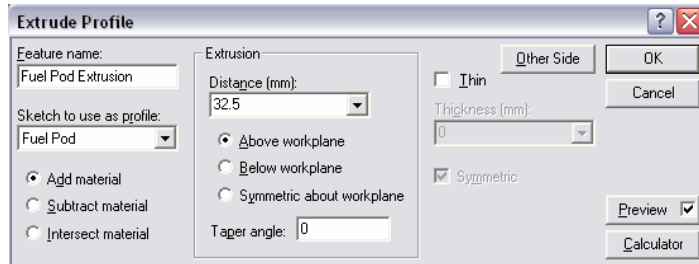 Extrude Profile
Feature name:
Fuel Pod Extrusion
Sketch to use as profile:
Fuel Pod
Add material
Subtract material
Intersect material
Extrusion
Distance (mm):
32.5
Above workplane
Below workplane
Symmetric about workplane
Taper angle: 0
Other Side
Thin
Thickness (mm):
0
Symmetric
OK
Cancel
Preview
Calculator